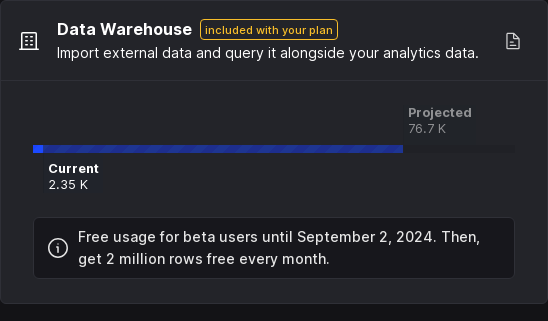 Data Warehouse included with your plan
Import external data and query it alongside your analytics data.
Projected
76.7 K
Current
2.35 K
Free usage for beta users until September 2, 2024. Then,
get 2 million rows free every month.